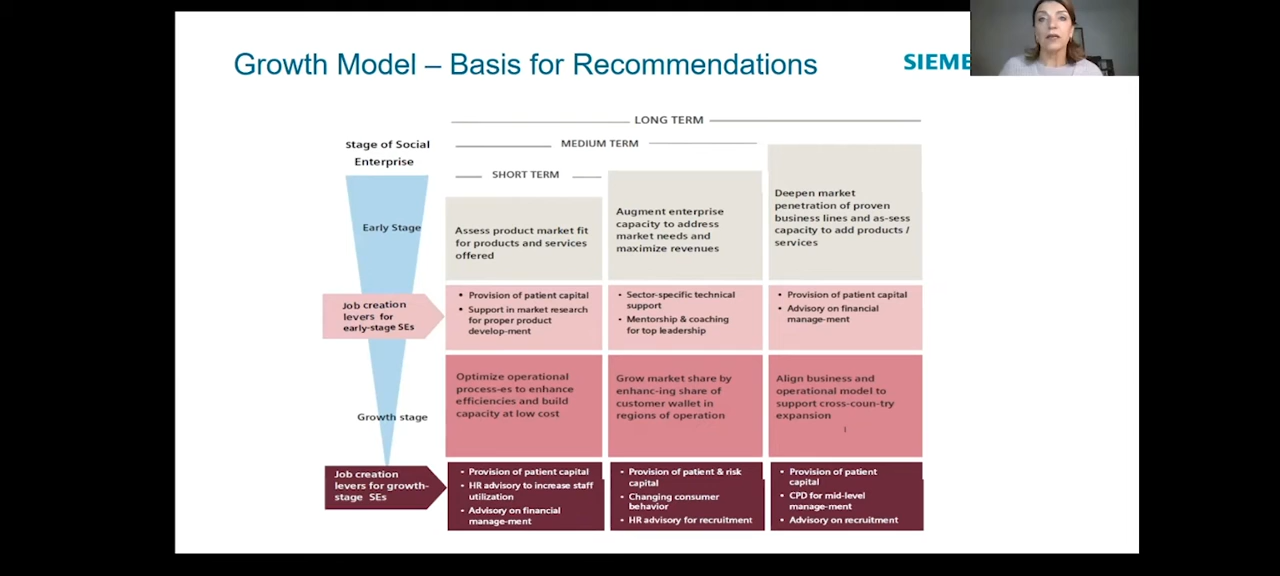 Growth Model – Basis for Recommendations
SIEME
LONG TERM
MEDIUM TERM
SHORT TERM
stage of Social
Enterprise
Early Stage
Assess product market fit
for products and services
offered
Augment enterprise
capacity to address
market needs and
maximize revenues
Deepen market
penetration of proven
business lines and as-sess
capacity to add products /
services
Job creation
levers for
early-stage SEs
• Provision of patient capital
• Support in market research
for proper product
develop-ment
• Sector-specific technical
support
• Mentorship & coaching
for top leadership
• Provision of patient capital
• Advisory on financial
manage-ment
Growth stage
Optimize operational
process-es to enhance
efficiencies and build
capacity at low cost
Grow market share by
enhanc-ing share of
customer wallet in
regions of operation
Align business and
operational model to
support cross-coun-try
expansion
Job creation
levers for growth-
stage SEs
• Provision of patient capital
• HR advisory to increase staff
utilization
• Advisory on financial
manage-ment
• Provision of patient & risk
capital
• Changing consumer
behavior
• HR advisory for recruitment
• Provision of patient
capital
• CPD for mid-level
manage-ment
• Advisory on recruitment